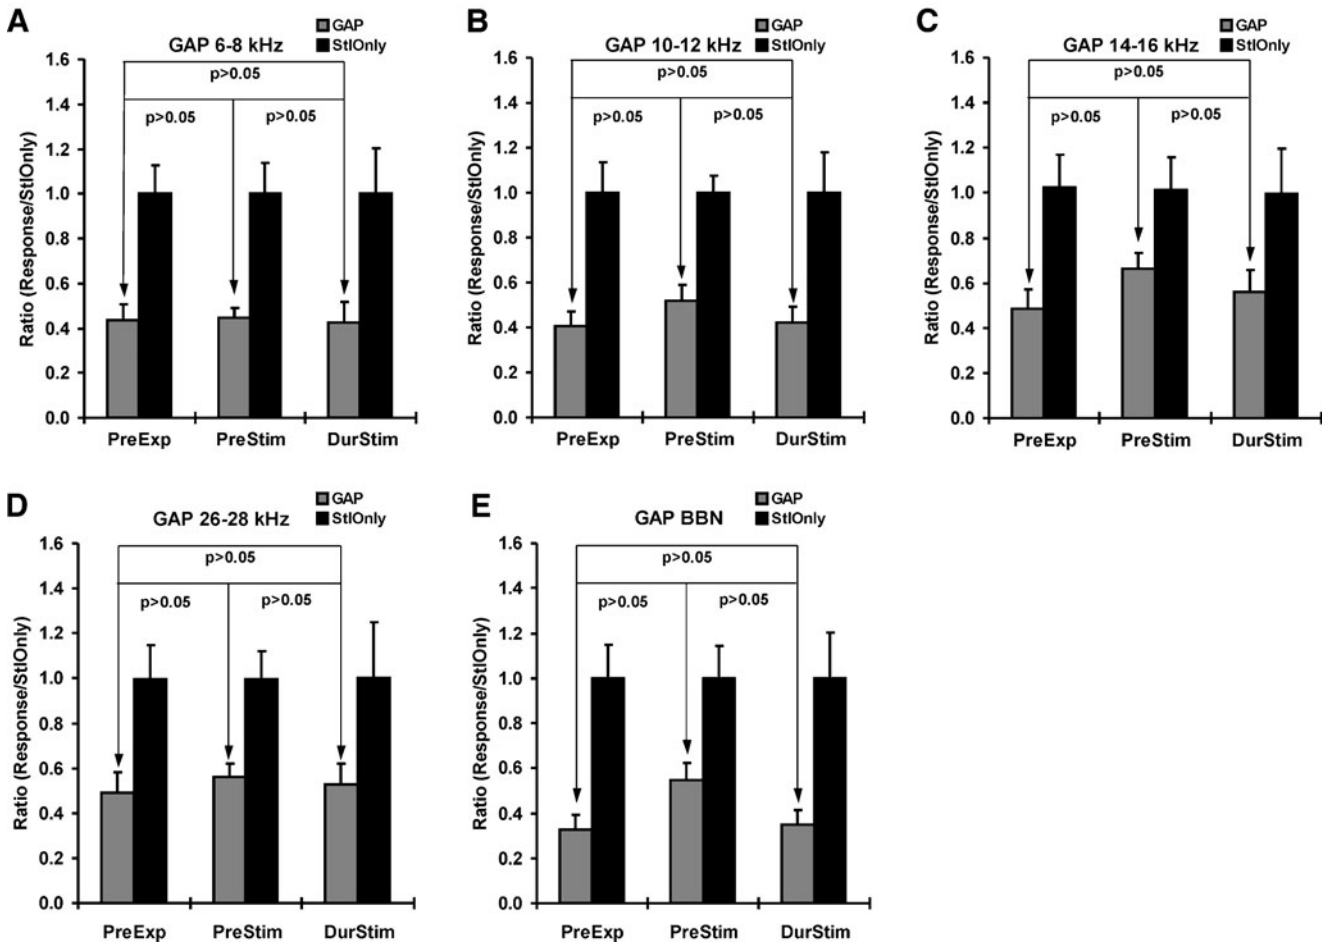 A
GAP 6-8 kHz
GAP
StlOnly
Ratio (Response/StlOnly)
1.6
1.4
1.2
1.0
0.8
0.6
0.4
0.2
0.0
p>0.05
p>0.05
p>0.05
PreExp PreStim DurStim
B
GAP 10-12 kHz
GAP
StlOnly
Ratio (Response/StlOnly)
1.6
1.4
1.2
1.0
0.8
0.6
0.4
0.2
0.0
p>0.05
p>0.05
p>0.05
PreExp PreStim DurStim
C
GAP 14-16 kHz
GAP
StlOnly
Ratio (Response/StlOnly)
1.6
1.4
1.2
1.0
0.8
0.6
0.4
0.2
0.0
p>0.05
p>0.05
p>0.05
PreExp PreStim DurStim
D
GAP 26-28 kHz
GAP
StlOnly
Ratio (Response/StlOnly)
1.6
1.4
1.2
1.0
0.8
0.6
0.4
0.2
0.0
p>0.05
p>0.05
p>0.05
PreExp PreStim DurStim
E
GAP BBN
GAP
StlOnly
Ratio (Response/StlOnly)
1.6
1.4
1.2
1.0
0.8
0.6
0.4
0.2
0.0
p>0.05
p>0.05
p>0.05
PreExp PreStim DurStim